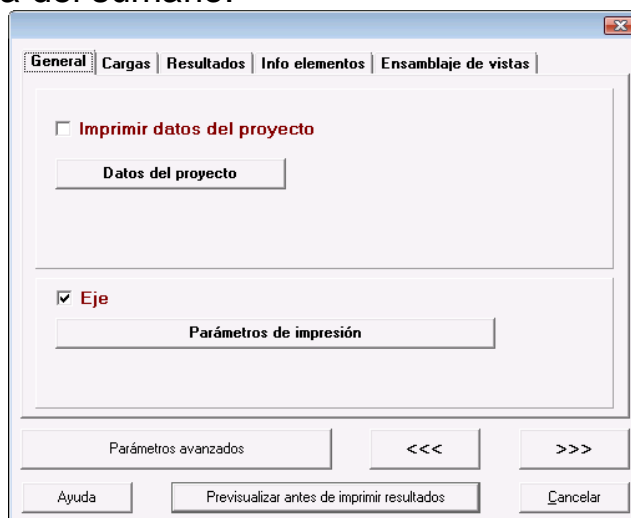 General Cargas Resultados Info elementos Ensamblaje de vistas
Imprimir datos del proyecto
Datos del proyecto
Eje
Parámetros de impresión
Parámetros avanzados <<< >>>
Ayuda Previsualizar antes de imprimir resultados Cancelar